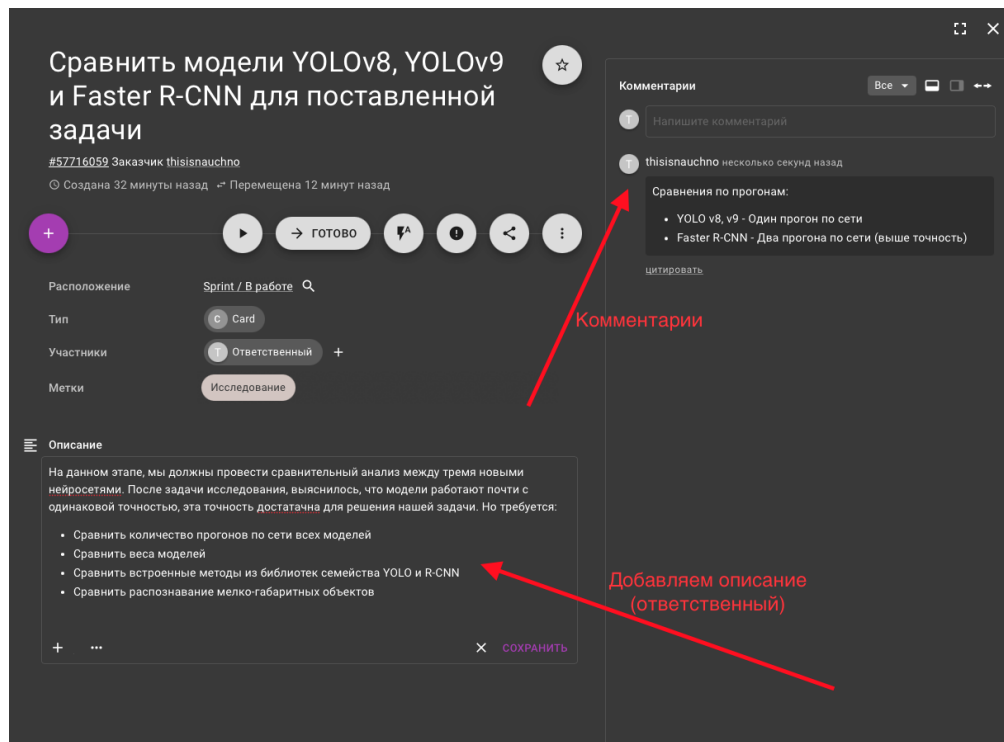 Сравнить модели YOLOv8, YOLOv9
и Faster R-CNN для поставленной
задачи
#57716059 Заказчик thisisnauchno
Создана 32 минуты назад Перемещена 12 минут назад
ГОТОВО
Расположение Sprint / В работе
Тип C Card
Участники T Ответственный
Метки Исследование
Описание
На данном этапе, мы должны провести сравнительный анализ между тремя новыми
нейросетями. После задачи исследования, выяснилось, что модели работают почти с
одинаковой точностью, эта точность достатачна для решения нашей задачи. Но требуется:
• Сравнить количество прогонов по сети всех моделей
• Сравнить веса моделей
• Сравнить встроенные методы из библиотек семейства YOLO и R-CNN
• Сравнить распознавание мелко-габаритных объектов
СОХРАНИТЬ
Комментарии Все
T Напишите комментарий
T thisisnauchno несколько секунд назад
Сравнения по прогонам:
• YOLO v8, v9 - Один прогон по сети
• Faster R-CNN - Два прогона по сети (выше точность)
цитировать
Комментарии
Добавляем описание
(ответственный)